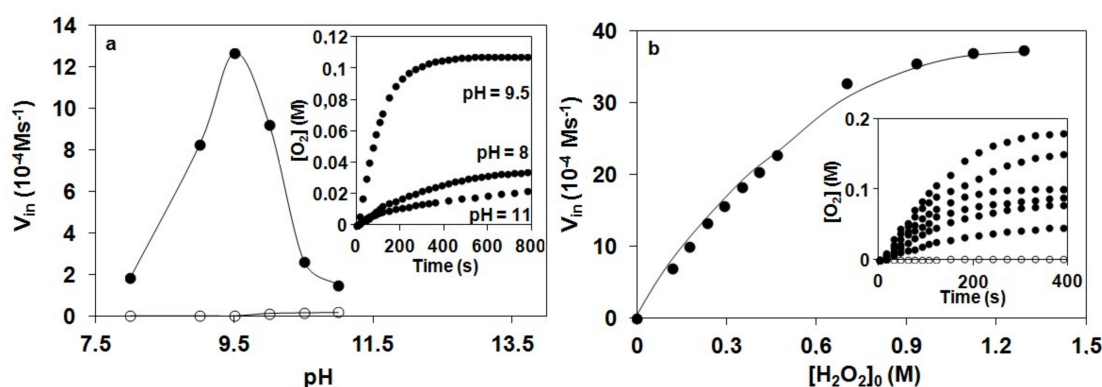 a
14
12
10
8
6
4
2
0
V_in (10⁻⁴Ms⁻¹)
7.5 9.5 11.5 13.5
pH
0.12
0.1
0.08
0.06
0.04
0.02
0
[O₂] (M)
pH = 9.5
pH = 8
pH = 11
0 200 400 600 800
Time (s)
b
40
30
20
10
0
V_in (10⁻⁴ Ms⁻¹)
0 0.3 0.6 0.9 1.2 1.5
[H₂O₂]₀ (M)
0.2
0.1
0
[O₂] (M)
0 200 400
Time (s)